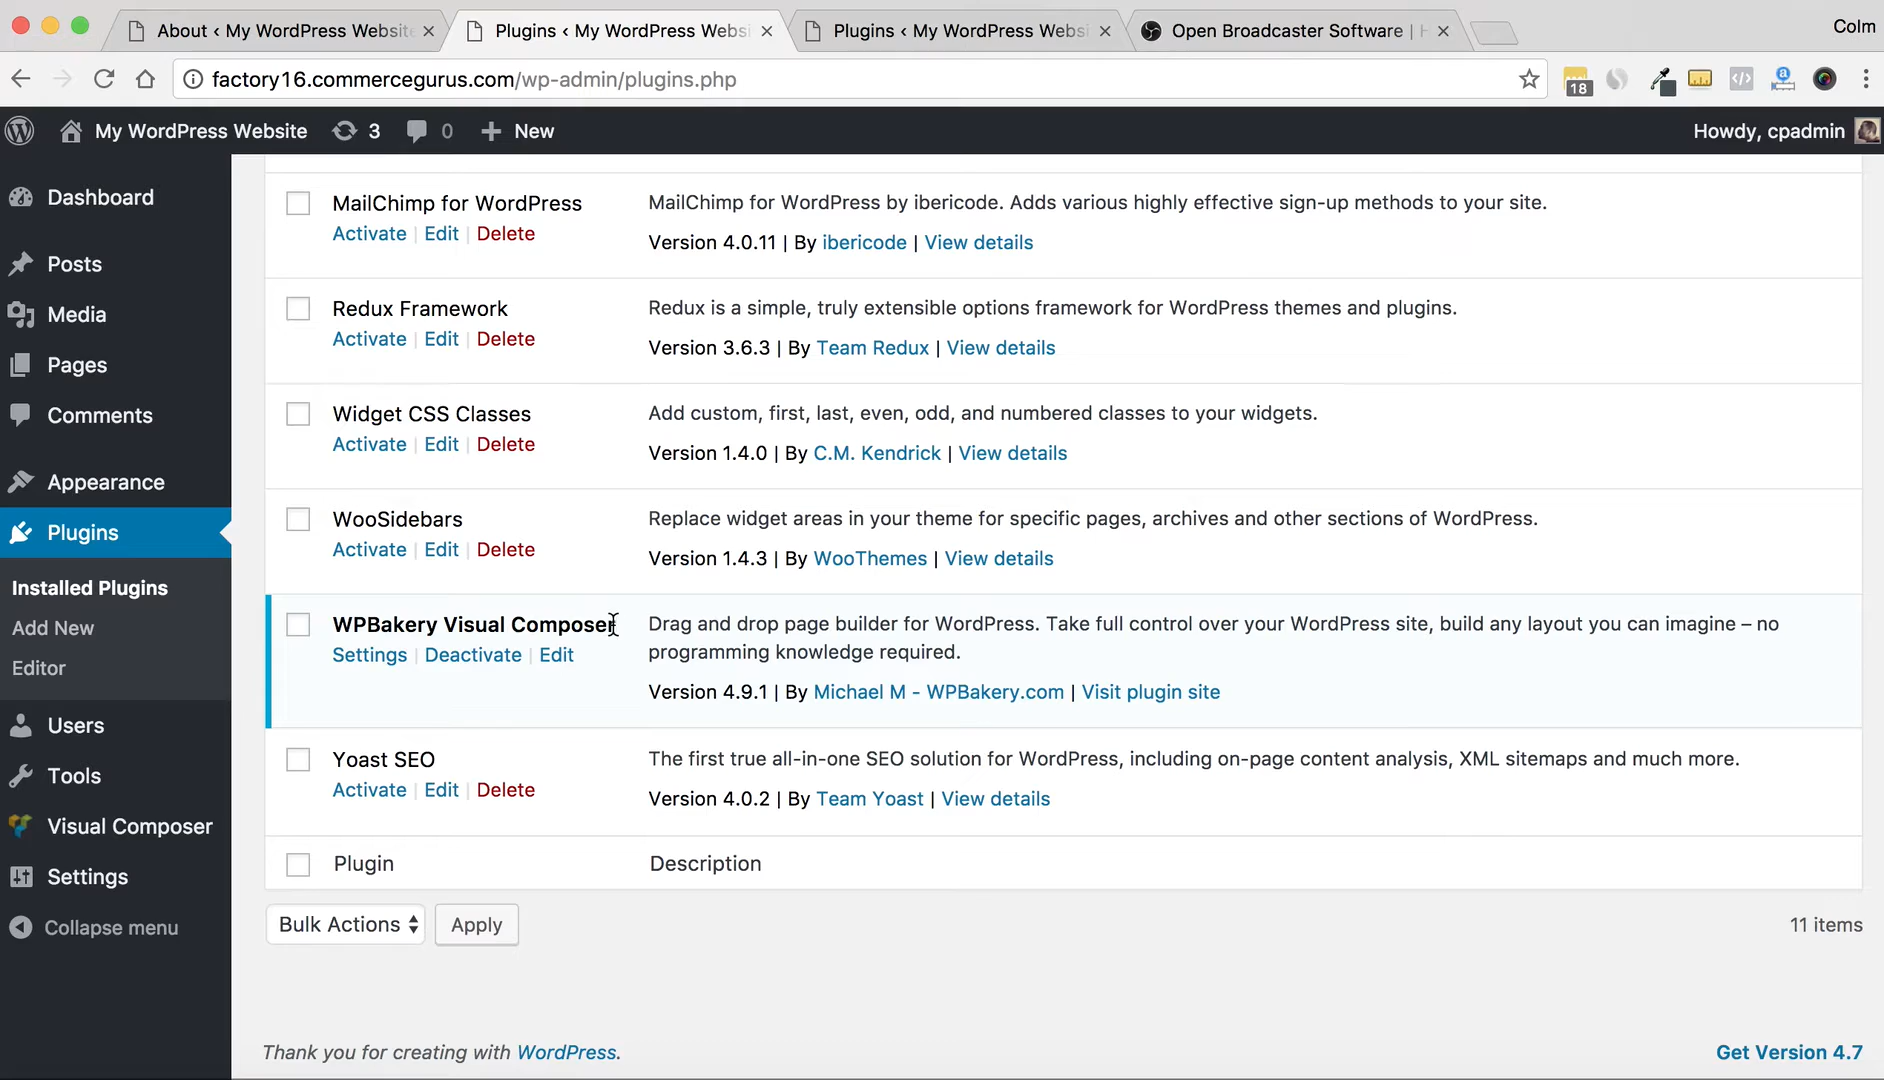 About ‹ My WordPress Website
Plugins ‹ My WordPress Websi
Plugins ‹ My WordPress Websi
Open Broadcaster Software | H
Colm
factory16.commercegurus.com/wp-admin/plugins.php
18
My WordPress Website 3 0 New
Howdy, cpadmin
Dashboard
Posts
Media
Pages
Comments
Appearance
Plugins
Installed Plugins
Add New
Editor
Users
Tools
Visual Composer
Settings
Collapse menu
MailChimp for WordPress
Activate | Edit | Delete
MailChimp for WordPress by ibericode. Adds various highly effective sign-up methods to your site.
Version 4.0.11 | By ibericode | View details
Redux Framework
Activate | Edit | Delete
Redux is a simple, truly extensible options framework for WordPress themes and plugins.
Version 3.6.3 | By Team Redux | View details
Widget CSS Classes
Activate | Edit | Delete
Add custom, first, last, even, odd, and numbered classes to your widgets.
Version 1.4.0 | By C.M. Kendrick | View details
WooSidebars
Activate | Edit | Delete
Replace widget areas in your theme for specific pages, archives and other sections of WordPress.
Version 1.4.3 | By WooThemes | View details
WPBakery Visual Composer
Settings | Deactivate | Edit
Drag and drop page builder for WordPress. Take full control over your WordPress site, build any layout you can imagine – no
programming knowledge required.
Version 4.9.1 | By Michael M - WPBakery.com | Visit plugin site
Yoast SEO
Activate | Edit | Delete
The first true all-in-one SEO solution for WordPress, including on-page content analysis, XML sitemaps and much more.
Version 4.0.2 | By Team Yoast | View details
Plugin
Description
Bulk Actions
Apply
11 items
Thank you for creating with WordPress.
Get Version 4.7